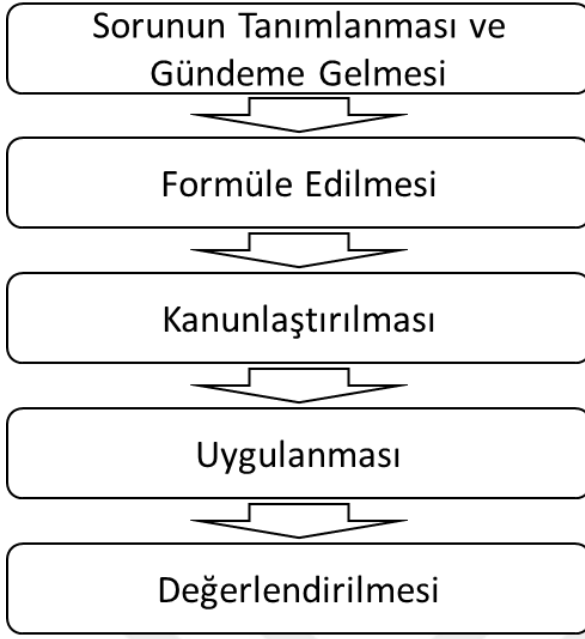 Sorunun Tanımlanması ve
Gündeme Gelmesi
Formüle Edilmesi
Kanunlaştırılması
Uygulanması
Değerlendirilmesi